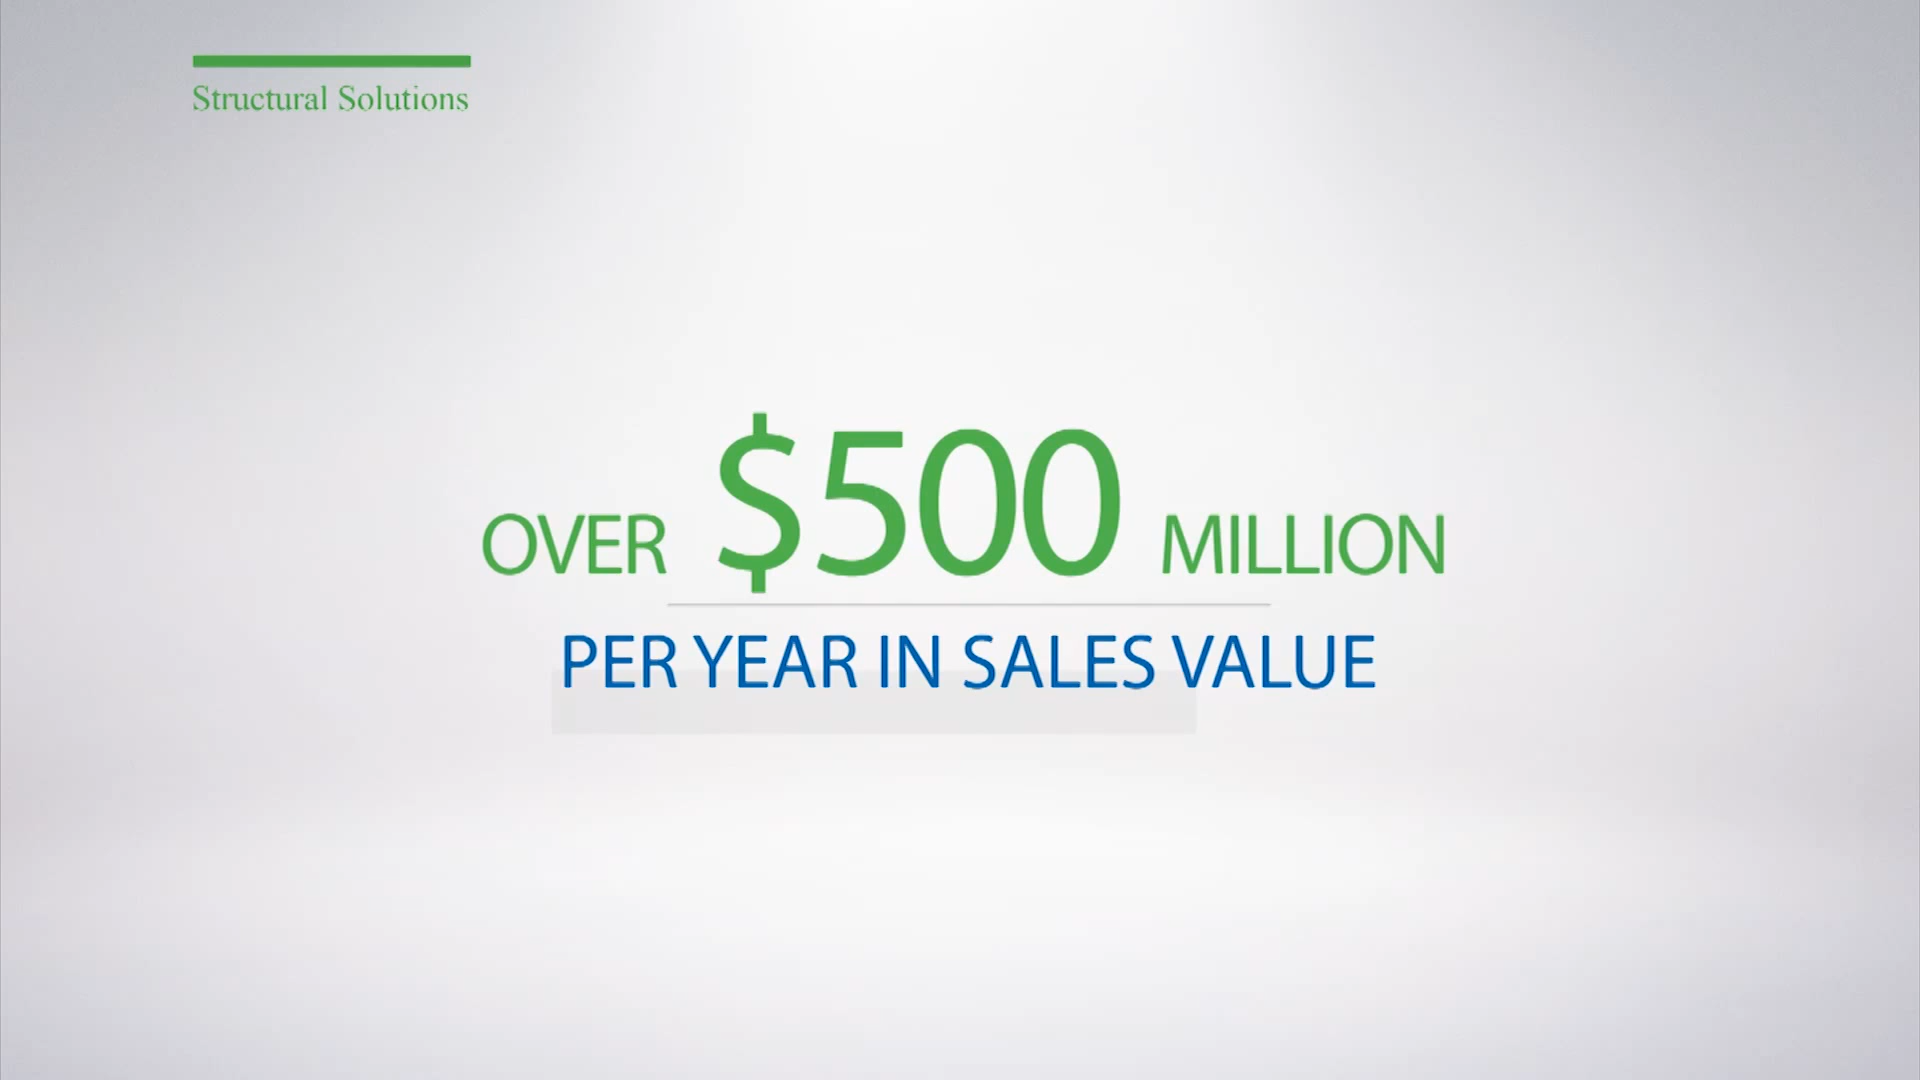 Structural Solutions
OVER $500 MILLION
PER YEAR IN SALES VALUE